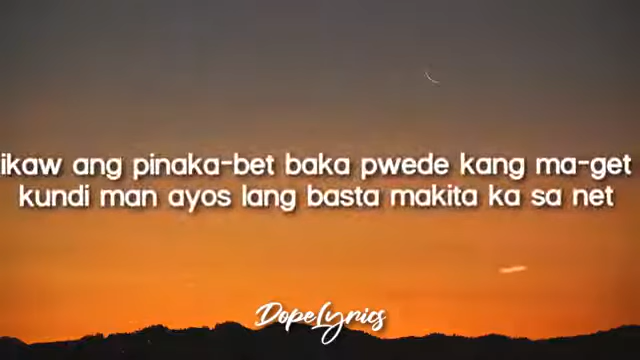 ikaw ang pinaka-bet baka pwede kang ma-get
kundi man ayos lang basta makita ka sa net
DopeLyrics